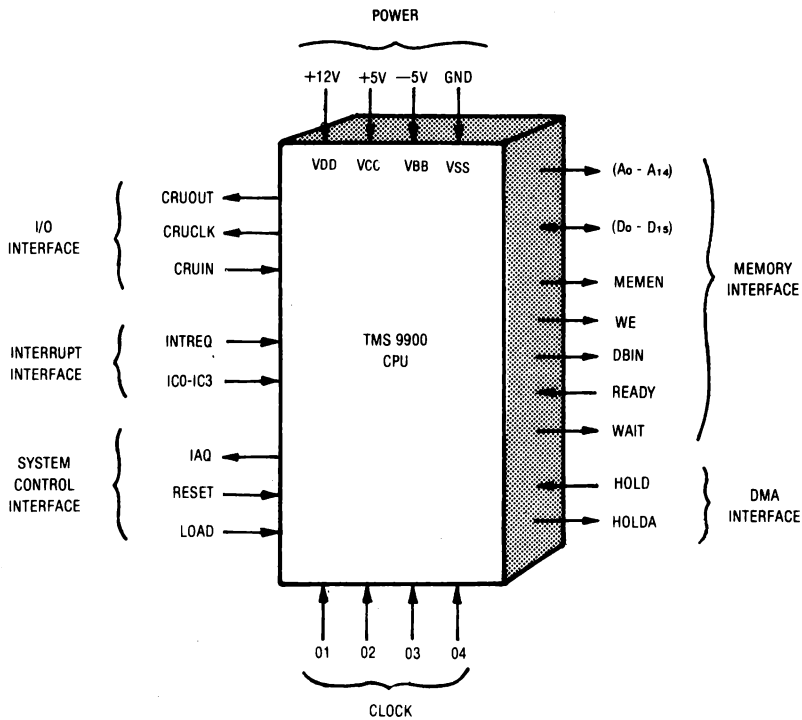 POWER
+12V +5V —5V GND
VDD VCC VBB VSS
I/O
INTERFACE
CRUOUT
CRUCLK
CRUIN
INTERRUPT
INTERFACE
INTREQ
IC0-IC3
SYSTEM
CONTROL
INTERFACE
IAQ
RESET
LOAD
TMS 9900
CPU
(A0 - A14)
(D0 - D15)
MEMEN
WE
DBIN
READY
WAIT
MEMORY
INTERFACE
HOLD
HOLDA
DMA
INTERFACE
01 02 03 04
CLOCK